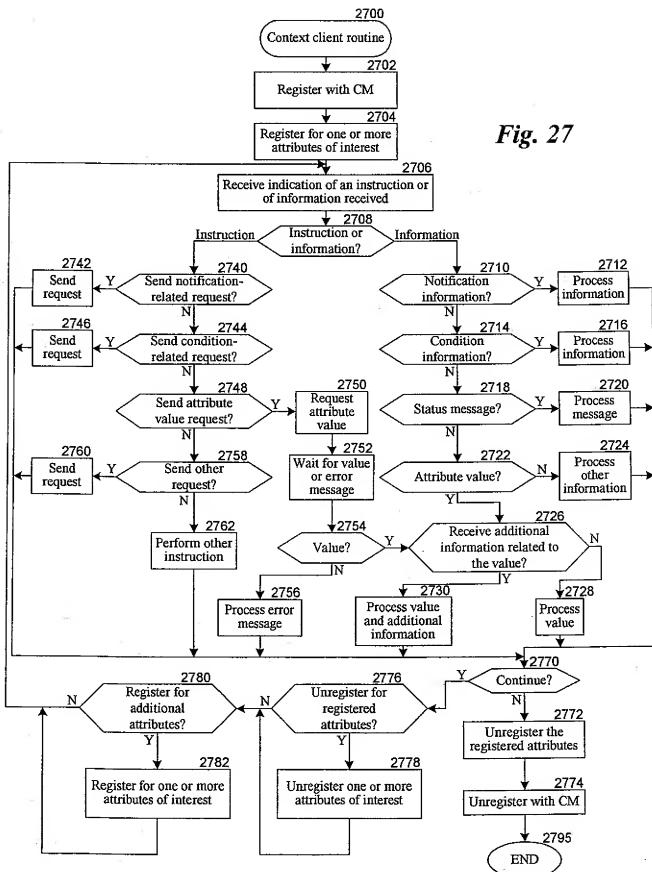 2700
Context client routine
2702
Register with CM
2704
Register for one or more
attributes of interest
Fig. 27
2706
Receive indication of an instruction or
of information received
2708
Instruction or
information?
Instruction
Information
2742
Send
request
Y
2740
Send notification-
related request?
N
2710
Notification
information?
Y
N
2712
Process
information
2746
Send
request
Y
2744
Send condition-
related request?
N
2714
Condition
information?
Y
N
2716
Process
information
2748
Send attribute
value request?
Y
N
2750
Request
attribute
value
2718
Status message?
Y
N
2720
Process
message
2760
Send
request
Y
2758
Send other
request?
N
2752
Wait for value
or error
message
2722
Attribute value?
N
Y
2724
Process
other
information
2762
Perform other
instruction
2754
Value?
Y
N
2726
Receive additional
information related to
the value?
N
Y
2756
Process error
message
2730
Process value
and additional
information
2728
Process
value
2770
Continue?
Y
N
2780
Register for
additional
attributes?
N
Y
2776
Unregister for
registered
attributes?
N
Y
2772
Unregister the
registered attributes
2782
Register for one or more
attributes of interest
2778
Unregister one or more
attributes of interest
2774
Unregister with CM
2795
END